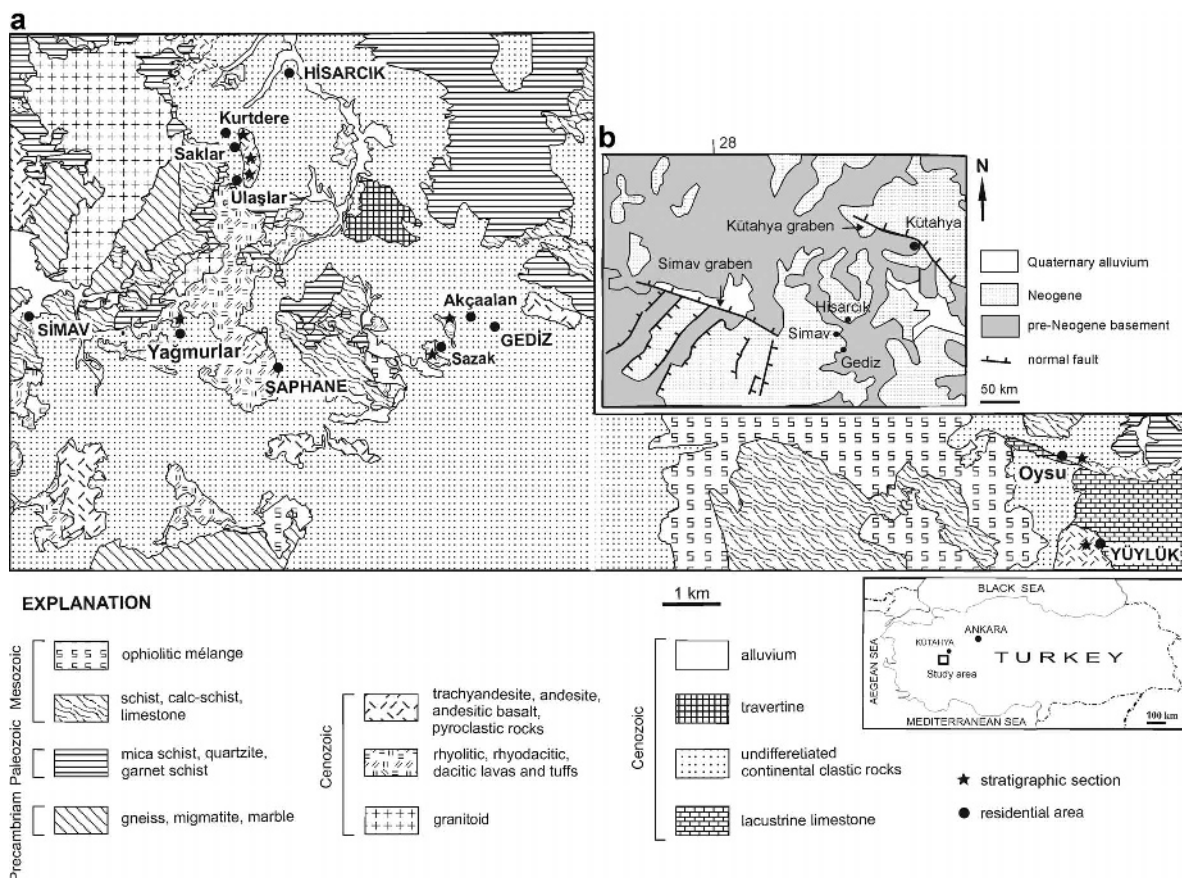 a
HİSARCIK
Kurtdere
Saklar
Ulaşlar
SİMAV
Yağmurlar
ŞAPHANE
Akçaalan
GEDİZ
Sazak
Oysu
YÜYLÜK
b
28
N
Kütahya
Kütahya graben
Simav graben
Hisarcık
Simav
Gediz
Quaternary alluvium
Neogene
pre-Neogene basement
normal fault
50 km
EXPLANATION
Mesozoic
ophiolitic mélange
schist, calc-schist,
limestone
Paleozoic
mica schist, quartzite,
garnet schist
Precambriam
gneiss, migmatite, marble
Cenozoic
trachyandesite, andesite,
andesitic basalt,
pyroclastic rocks
rhyolitic, rhyodacitic,
dacitic lavas and tuffs
granitoid
1 km
Cenozoic
alluvium
travertine
undifferetiated
continental clastic rocks
lacustrine limestone
BLACK SEA
ANKARA
KÜTAHYA
TURKEY
Study area
AEGEAN SEA
MEDITERRANEAN SEA
100 km
stratigraphic section
residential area